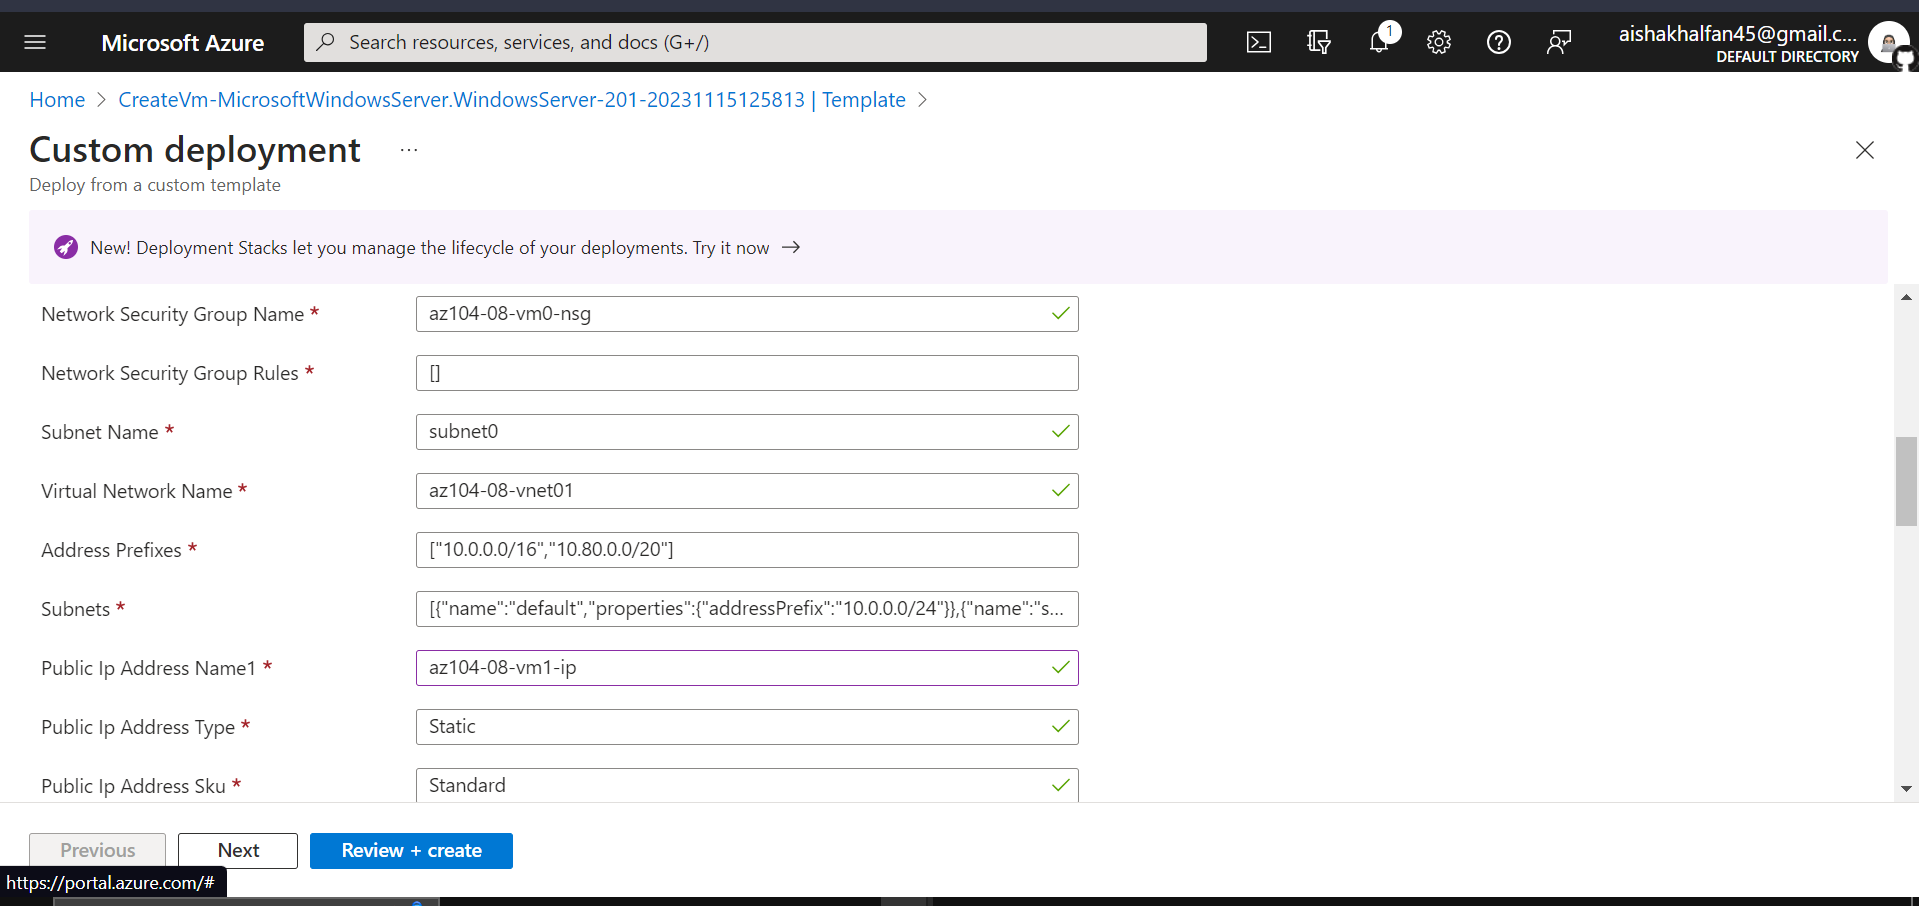 Microsoft Azure
Search resources, services, and docs (G+/)
1
aishakhalfan45@gmail.c...
DEFAULT DIRECTORY
Home > CreateVm-MicrosoftWindowsServer.WindowsServer-201-20231115125813 | Template >
Custom deployment ...
Deploy from a custom template
New! Deployment Stacks let you manage the lifecycle of your deployments. Try it now →
Network Security Group Name * az104-08-vm0-nsg
Network Security Group Rules * []
Subnet Name * subnet0
Virtual Network Name * az104-08-vnet01
Address Prefixes * ["10.0.0.0/16","10.80.0.0/20"]
Subnets * [{"name":"default","properties":{"addressPrefix":"10.0.0.0/24"}},{"name":"s...
Public Ip Address Name1 * az104-08-vm1-ip
Public Ip Address Type * Static
Public Ip Address Sku * Standard
Previous Next Review + create
https://portal.azure.com/#